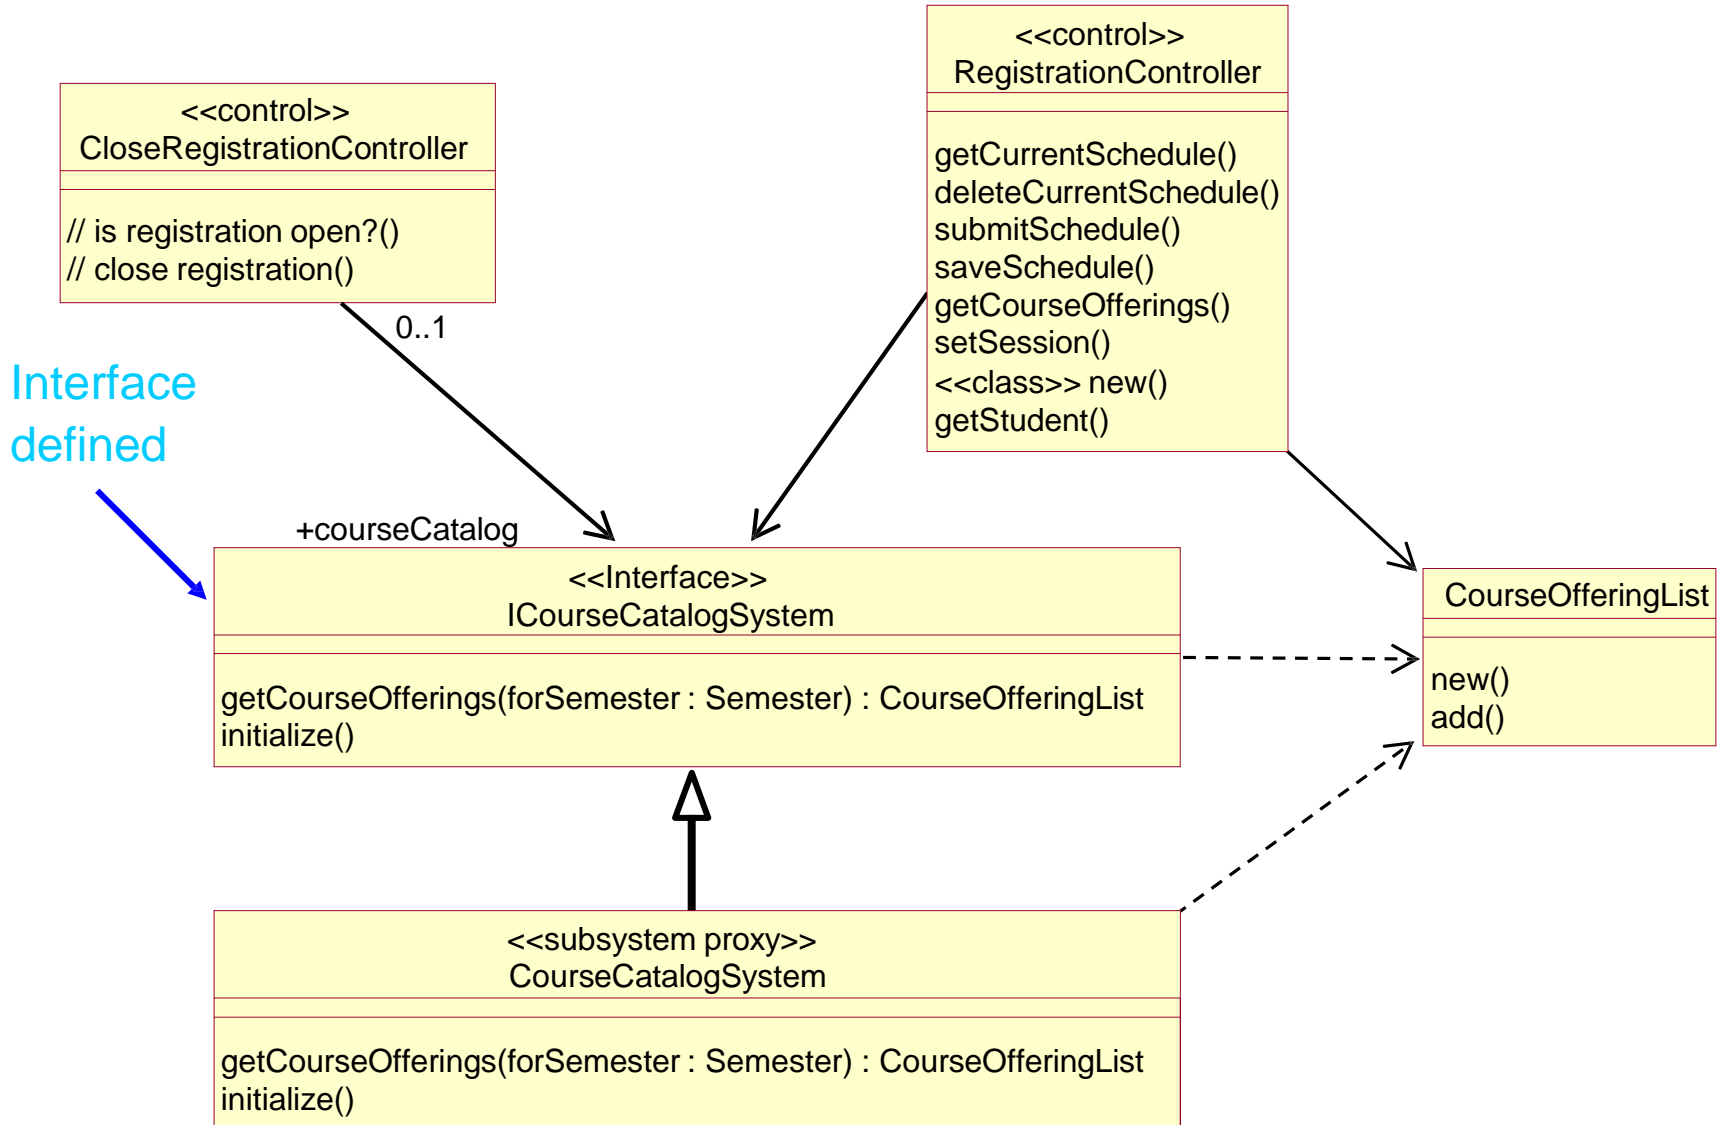 <<control>>
CloseRegistrationController
// is registration open?()
// close registration()
0..1
<<control>>
RegistrationController
getCurrentSchedule()
deleteCurrentSchedule()
submitSchedule()
saveSchedule()
getCourseOfferings()
setSession()
<<class>> new()
getStudent()
Interface
defined
+courseCatalog
<<Interface>>
ICourseCatalogSystem
getCourseOfferings(forSemester : Semester) : CourseOfferingList
initialize()
CourseOfferingList
new()
add()
<<subsystem proxy>>
CourseCatalogSystem
getCourseOfferings(forSemester : Semester) : CourseOfferingList
initialize()